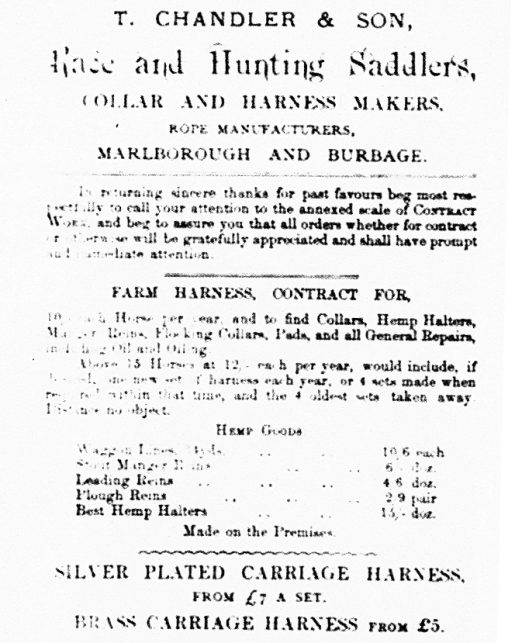 T. CHANDLER & SON,
Race and Hunting Saddlers,
COLLAR AND HARNESS MAKERS,
ROPE MANUFACTURERS,
MARLBOROUGH AND BURBAGE.
In returning sincere thanks for past favours beg most res-
pectfully to call your attention to the annexed scale of CONTRACT
WORK, and beg to assure you that all orders whether for contract
or otherwise will be gratefully appreciated and shall have prompt
and immediate attention.
FARM HARNESS, CONTRACT FOR,
each Horse per year, and to find Collars, Hemp Halters,
Manger Reins, Flocking Collars, Pads, and all General Repairs,
including Oil and Oiling
Above 15 Horses at 12/- each per year, would include, if
one new set of harness each year, or 4 sets made when
required within that time, and the 4 oldest sets taken away.
Distance no object.
HEMP GOODS
Waggon Lines, .. .. 10/6 each
Stout Manger Reins .. .. 6/- doz.
Leading Reins .. .. 4/6 doz.
Plough Reins .. .. 2/9 pair
Best Hemp Halters .. .. 15/- doz.
Made on the Premises.
SILVER PLATED CARRIAGE HARNESS,
FROM £7 A SET.
BRASS CARRIAGE HARNESS FROM £5.